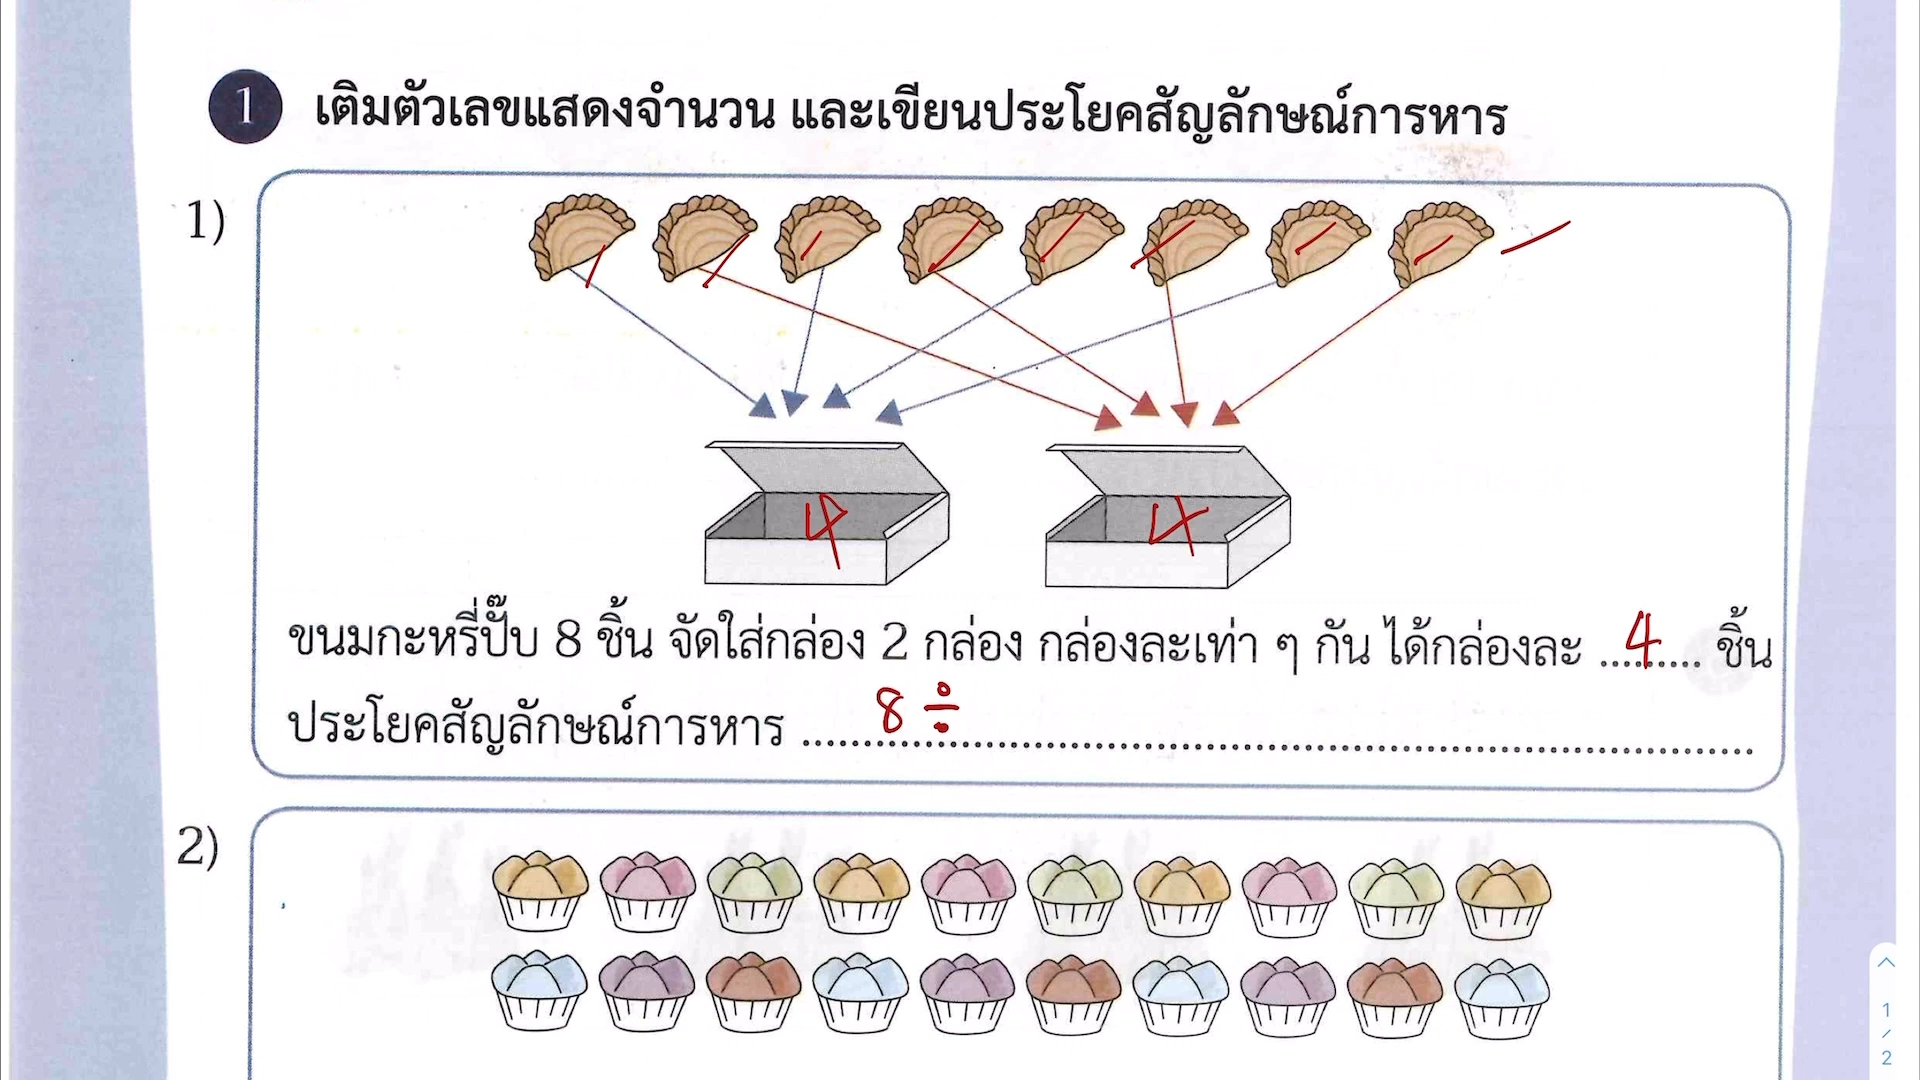 1 เติมตัวเลขแสดงจำนวน และเขียนประโยคสัญลักษณ์การหาร
1)
4 4
ขนมกะหรี่ปั๊บ 8 ชิ้น จัดใส่กล่อง 2 กล่อง กล่องละเท่า ๆ กัน ได้กล่องละ ...4... ชิ้น
ประโยคสัญลักษณ์การหาร 8 ÷
2)
1 / 2